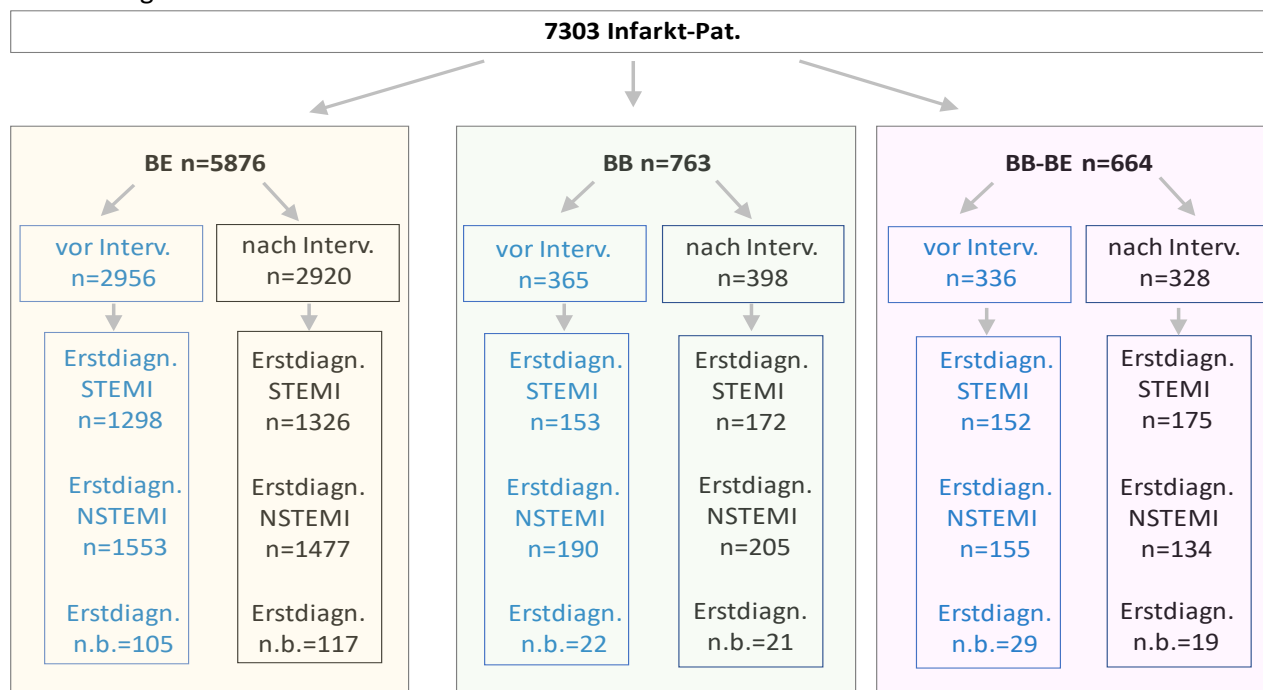 7303 Infarkt-Pat.
BE n=5876
vor Interv.
n=2956
nach Interv.
n=2920
Erstdiagn.
STEMI
n=1298
Erstdiagn.
NSTEMI
n=1553
Erstdiagn.
n.b.=105
Erstdiagn.
STEMI
n=1326
Erstdiagn.
NSTEMI
n=1477
Erstdiagn.
n.b.=117
BB n=763
vor Interv.
n=365
nach Interv.
n=398
Erstdiagn.
STEMI
n=153
Erstdiagn.
NSTEMI
n=190
Erstdiagn.
n.b.=22
Erstdiagn.
STEMI
n=172
Erstdiagn.
NSTEMI
n=205
Erstdiagn.
n.b.=21
BB-BE n=664
vor Interv.
n=336
nach Interv.
n=328
Erstdiagn.
STEMI
n=152
Erstdiagn.
NSTEMI
n=155
Erstdiagn.
n.b.=29
Erstdiagn.
STEMI
n=175
Erstdiagn.
NSTEMI
n=134
Erstdiagn.
n.b.=19